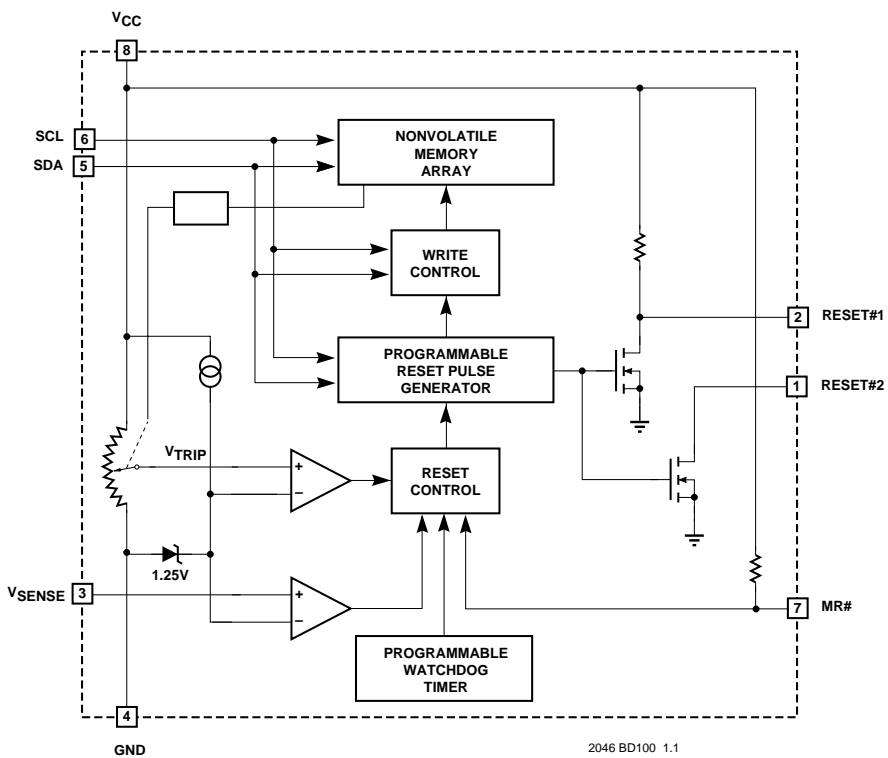 VCC
8
SCL
6
SDA
5
NONVOLATILE
MEMORY
ARRAY
WRITE
CONTROL
PROGRAMMABLE
RESET PULSE
GENERATOR
2
RESET#1
1
RESET#2
VTRIP
+
−
RESET
CONTROL
1.25V
VSENSE
3
+
−
7
MR#
PROGRAMMABLE
WATCHDOG
TIMER
4
GND
2046 BD100 1.1